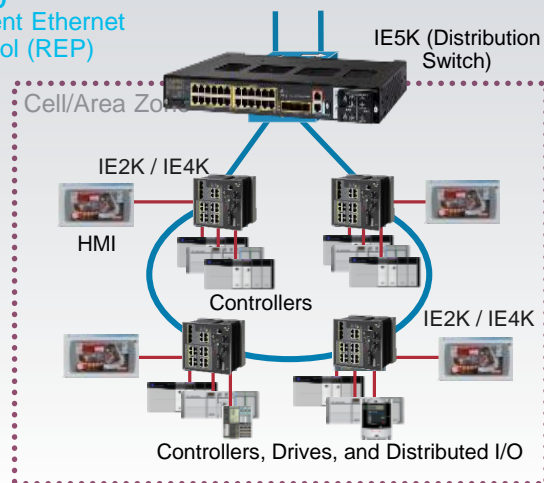 ent Ethernet
ol (REP)
IE5K (Distribution
Switch)
Cell/Area Zone
IE2K / IE4K
HMI
Controllers
IE2K / IE4K
Controllers, Drives, and Distributed I/O